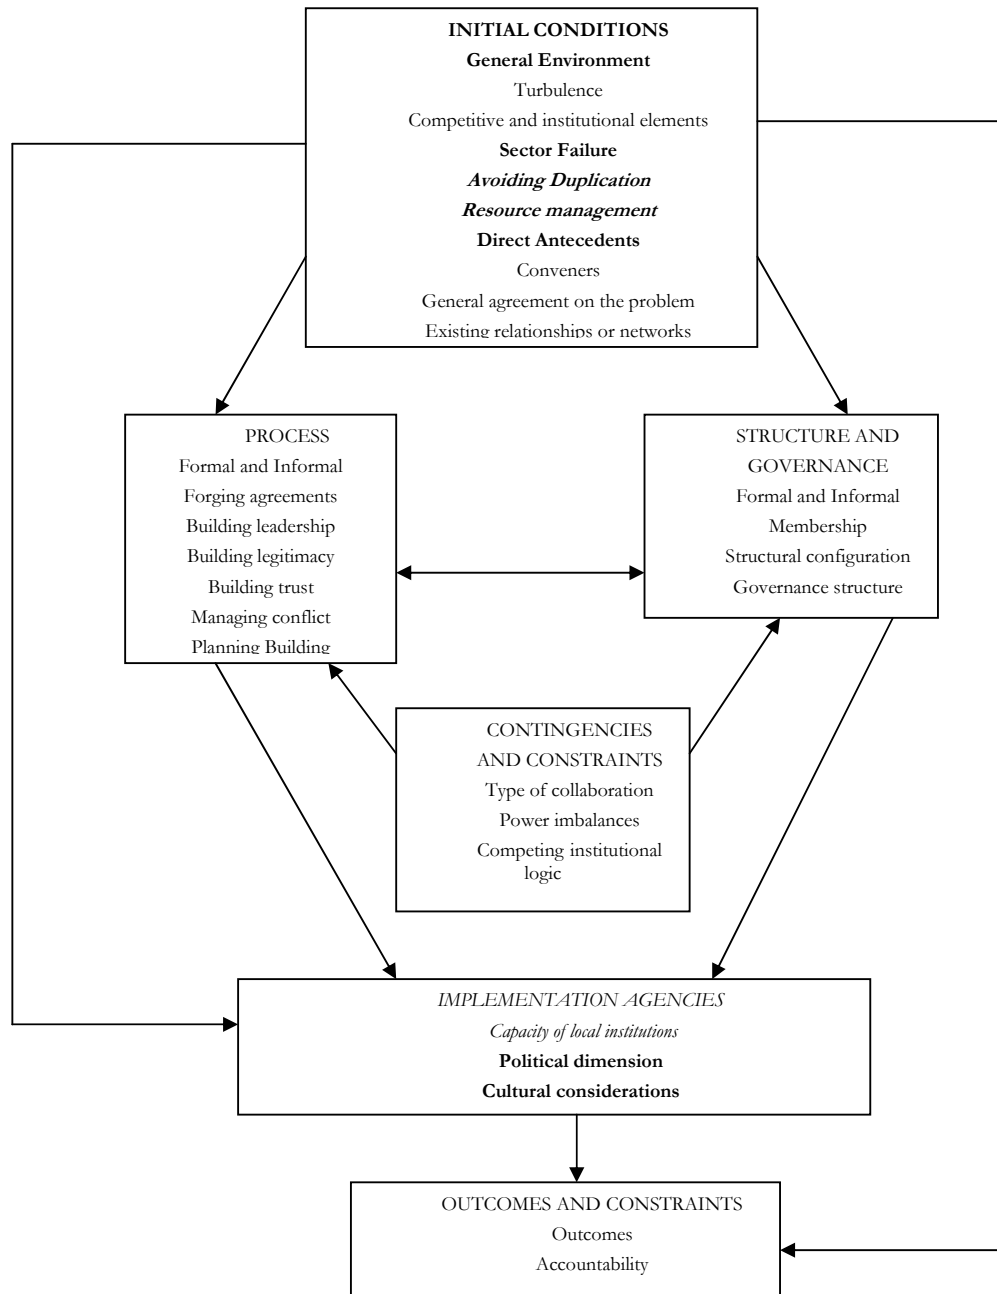 INITIAL CONDITIONS
General Environment
Turbulence
Competitive and institutional elements
Sector Failure
Avoiding Duplication
Resource management
Direct Antecedents
Conveners
General agreement on the problem
Existing relationships or networks
PROCESS
Formal and Informal
Forging agreements
Building leadership
Building legitimacy
Building trust
Managing conflict
Planning Building
STRUCTURE AND
GOVERNANCE
Formal and Informal
Membership
Structural configuration
Governance structure
CONTINGENCIES
AND CONSTRAINTS
Type of collaboration
Power imbalances
Competing institutional
logic
IMPLEMENTATION AGENCIES
Capacity of local institutions
Political dimension
Cultural considerations
OUTCOMES AND CONSTRAINTS
Outcomes
Accountability